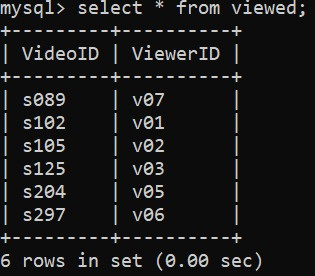 mysql> select * from viewed;
+---------+----------+
| VideoID | ViewerID |
+---------+----------+
| s089    | v07      |
| s102    | v01      |
| s105    | v02      |
| s125    | v03      |
| s204    | v05      |
| s297    | v06      |
+---------+----------+
6 rows in set (0.00 sec)